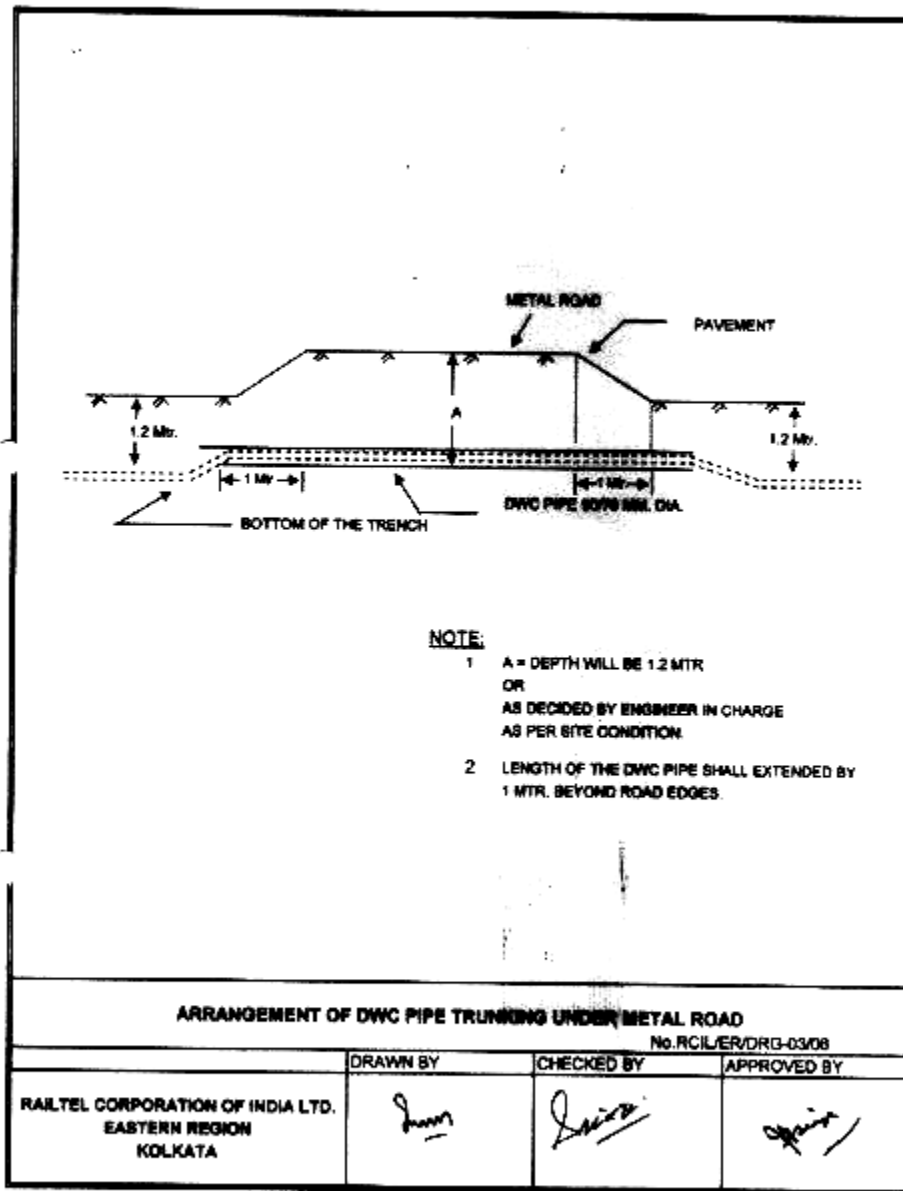 METAL ROAD
PAVEMENT
A
1.2 Mtr.
1.2 Mtr.
1 Mtr
1 Mtr.
BOTTOM OF THE TRENCH
DWC PIPE MM. DIA.
NOTE:
1 A = DEPTH WILL BE 1.2 MTR
OR
AS DECIDED BY ENGINEER IN CHARGE
AS PER SITE CONDITION.
2 LENGTH OF THE DWC PIPE SHALL EXTENDED BY
1 MTR. BEYOND ROAD EDGES.
ARRANGEMENT OF DWC PIPE TRUNKING UNDER METAL ROAD
No.RCIL/ER/DRG-03/06
DRAWN BY
CHECKED BY
APPROVED BY
RAILTEL CORPORATION OF INDIA LTD.
EASTERN REGION
KOLKATA